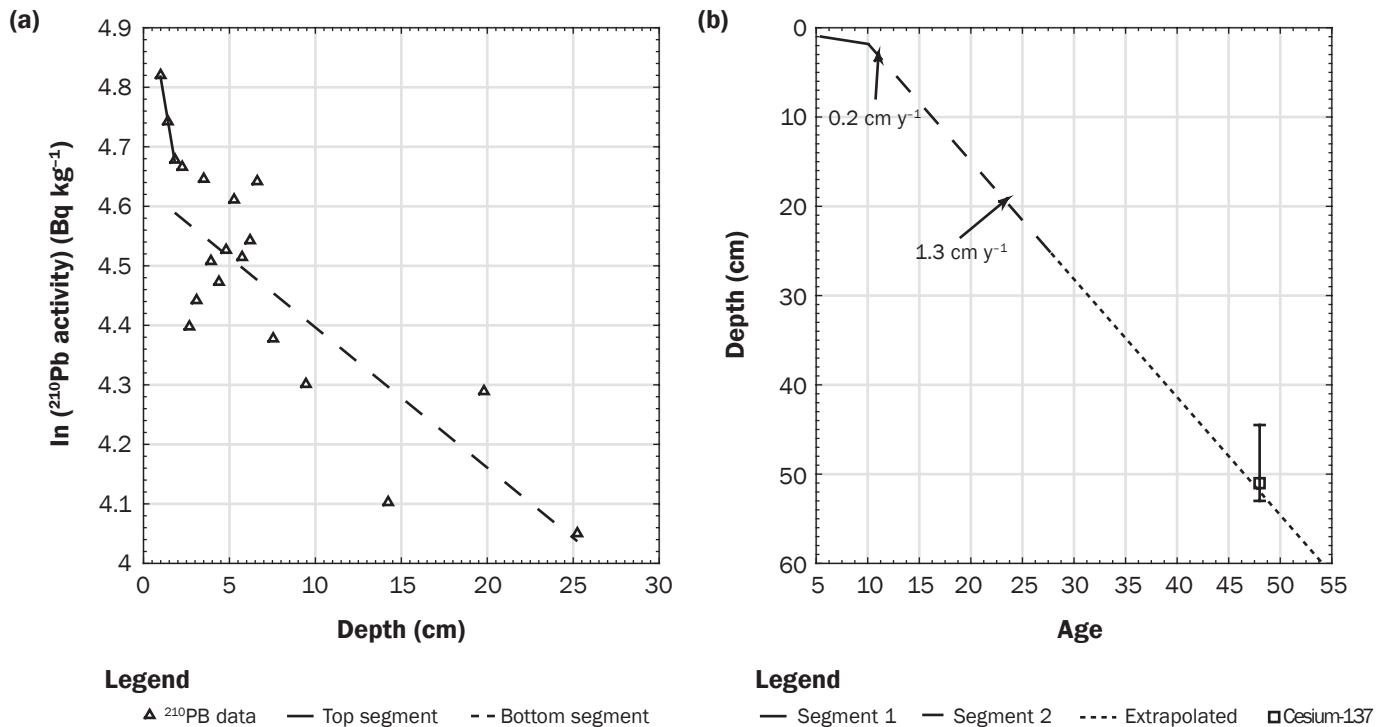 (a)
4.9
4.8
4.7
4.6
4.5
4.4
4.3
4.2
4.1
4
ln (²¹⁰Pb activity) (Bq kg⁻¹)
0 5 10 15 20 25 30
Depth (cm)
Legend
²¹⁰PB data Top segment Bottom segment
(b)
0
10
20
30
40
50
60
Depth (cm)
0.2 cm y⁻¹
1.3 cm y⁻¹
5 10 15 20 25 30 35 40 45 50 55
Age
Legend
Segment 1 Segment 2 Extrapolated Cesium-137